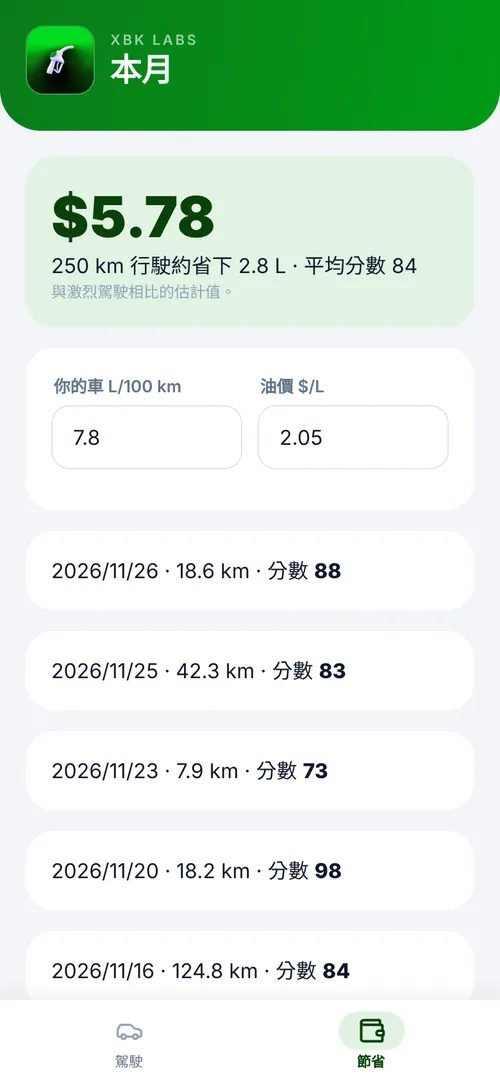 XBK LABS
本月
$5.78
250 km 行駛約省下 2.8 L · 平均分數 84
與激烈駕駛相比的估計值。
你的車 L/100 km
油價 $/L
7.8
2.05
2026/11/26 · 18.6 km · 分數 88
2026/11/25 · 42.3 km · 分數 83
2026/11/23 · 7.9 km · 分數 73
2026/11/20 · 18.2 km · 分數 98
2026/11/16 · 124.8 km · 分數 84
駕駛
節省